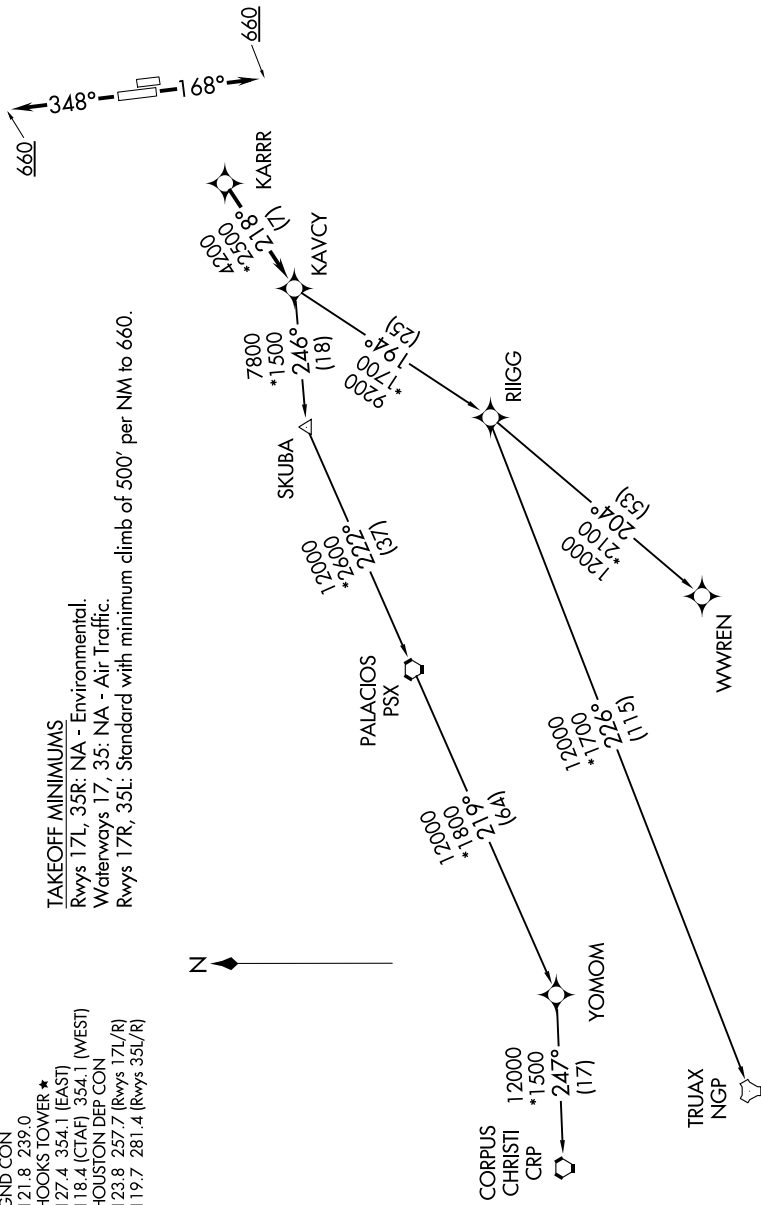 GND CON
121.8 239.0
HOOKS TOWER ★
127.4 354.1 (EAST)
118.4 (CTAF) 354.1 (WEST)
HOUSTON DEP CON
123.8 257.7 (Rwys 17L/R)
119.7 281.4 (Rwys 35L/R)
TAKEOFF MINIMUMS
Rwys 17L, 35R: NA - Environmental.
Waterways 17, 35: NA - Air Traffic.
Rwys 17R, 35L: Standard with minimum climb of 500' per NM to 660.
660
348°
168°
660
KARRR
4200
*2500
218°
(7)
KAVCY
7800
*1500
246°
(18)
SKUBA
9200
*1700
194°
(25)
RIIGG
12000
*2600
222°
(37)
PALACIOS
PSX
12000
*2100
204°
(53)
WWREN
12000
*1800
219°
(64)
YOMOM
12000
*1700
226°
(115)
TRUAX
NGP
12000
*1500
247°
(17)
CORPUS
CHRISTI
CRP
N